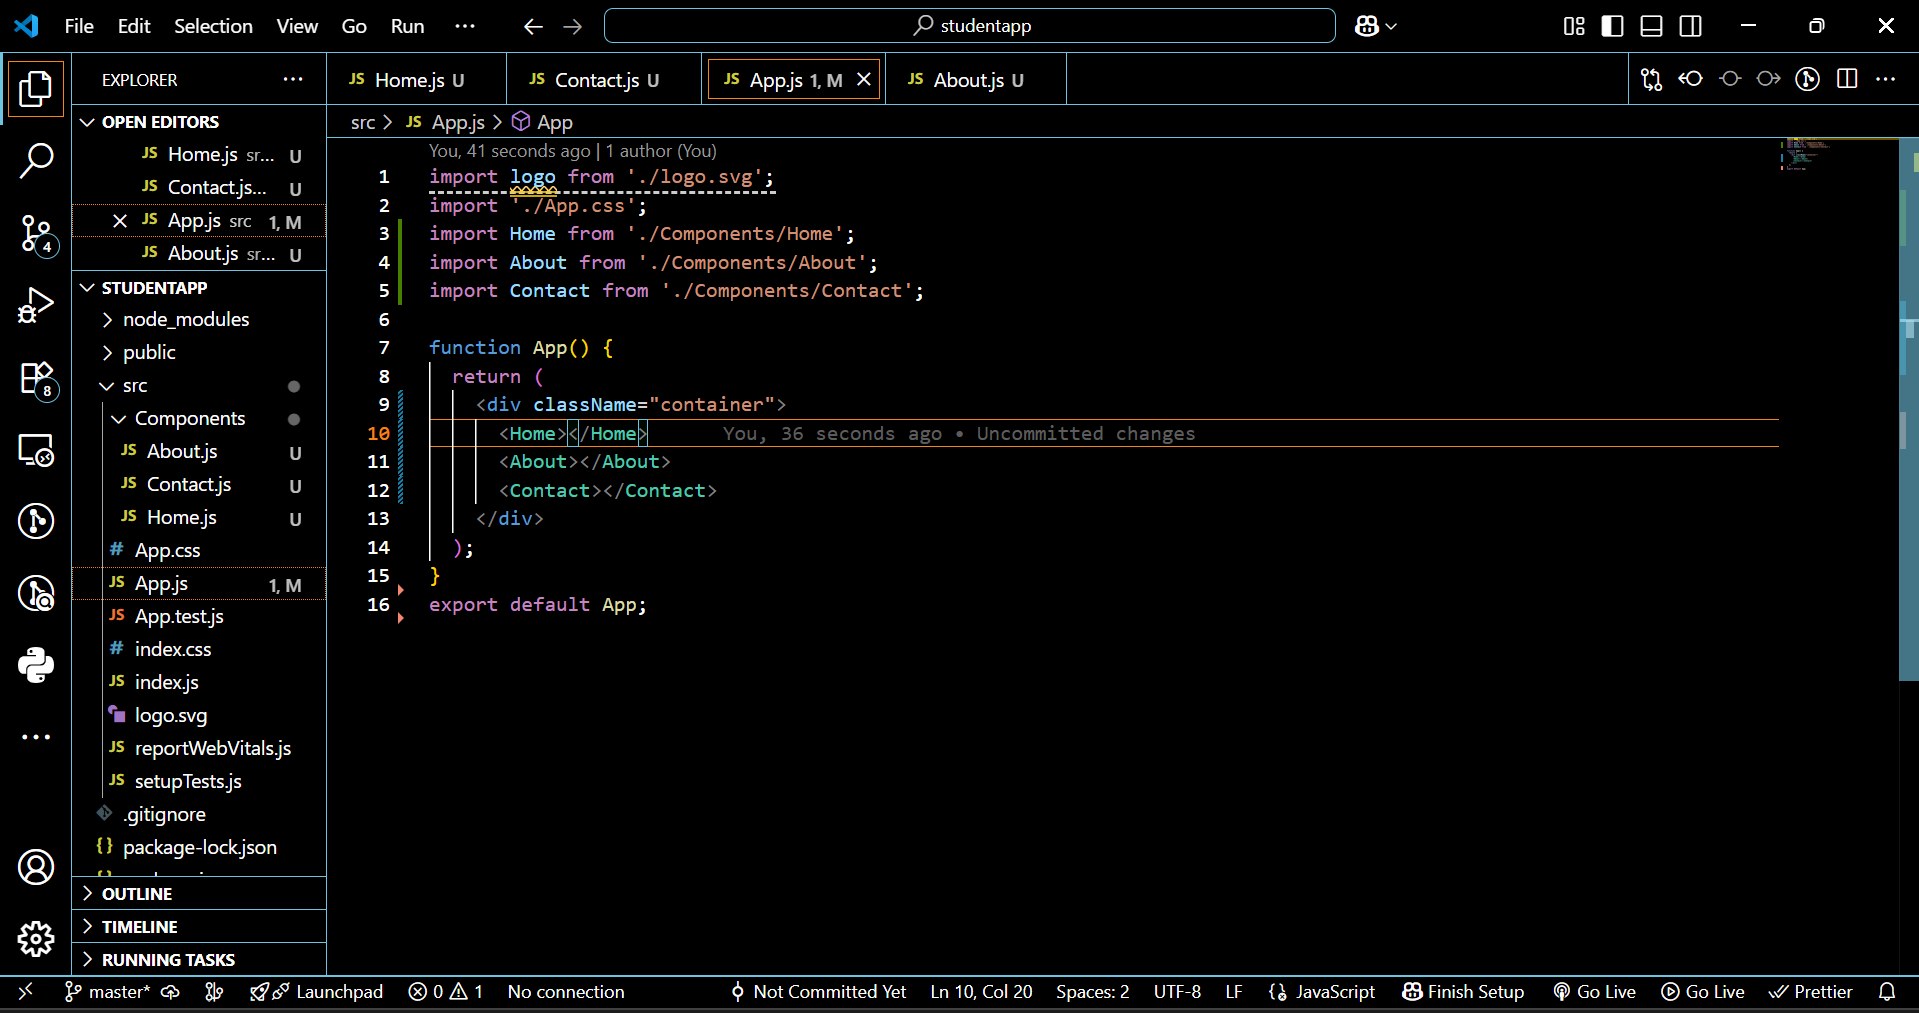 File Edit Selection View Go Run ···
studentapp
EXPLORER ···
OPEN EDITORS
JS Home.js sr... U
JS Contact.js... U
JS App.js src 1, M
JS About.js sr... U
STUDENTAPP
node_modules
public
src
Components
JS About.js U
JS Contact.js U
JS Home.js U
# App.css
JS App.js 1, M
JS App.test.js
# index.css
JS index.js
logo.svg
JS reportWebVitals.js
JS setupTests.js
.gitignore
{} package-lock.json
OUTLINE
TIMELINE
RUNNING TASKS
4
8
JS Home.js U
JS Contact.js U
JS App.js 1, M
JS About.js U
src > JS App.js > App
You, 41 seconds ago | 1 author (You)
1 import logo from './logo.svg';
2 import './App.css';
3 import Home from './Components/Home';
4 import About from './Components/About';
5 import Contact from './Components/Contact';
6
7 function App() {
8 return (
9 <div className="container">
10 <Home></Home> You, 36 seconds ago • Uncommitted changes
11 <About></About>
12 <Contact></Contact>
13 </div>
14 );
15 }
16 export default App;
master* Launchpad 0 1 No connection Not Committed Yet Ln 10, Col 20 Spaces: 2 UTF-8 LF JavaScript Finish Setup Go Live Go Live Prettier